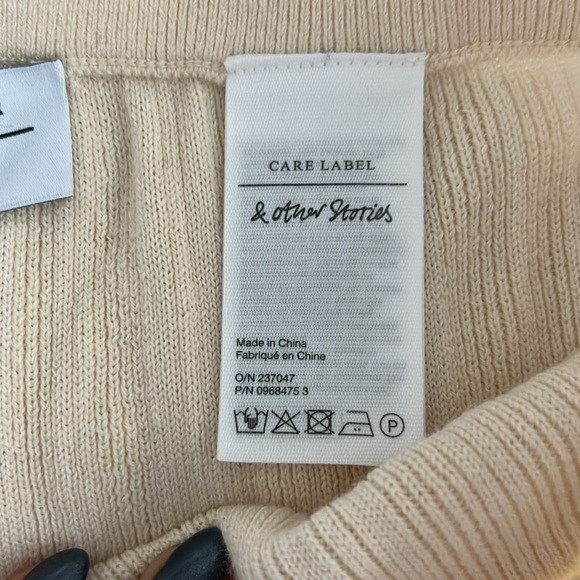 CARE LABEL
& other Stories
Made in China
Fabriqué en Chine
O/N 237047
P/N 0968475 3
P